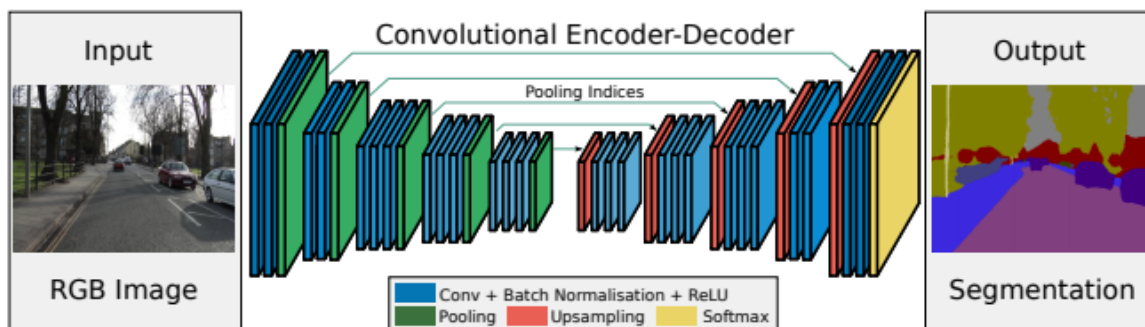 Input
RGB Image
Convolutional Encoder-Decoder
Pooling Indices
Conv + Batch Normalisation + ReLU
Pooling Upsampling Softmax
Output
Segmentation